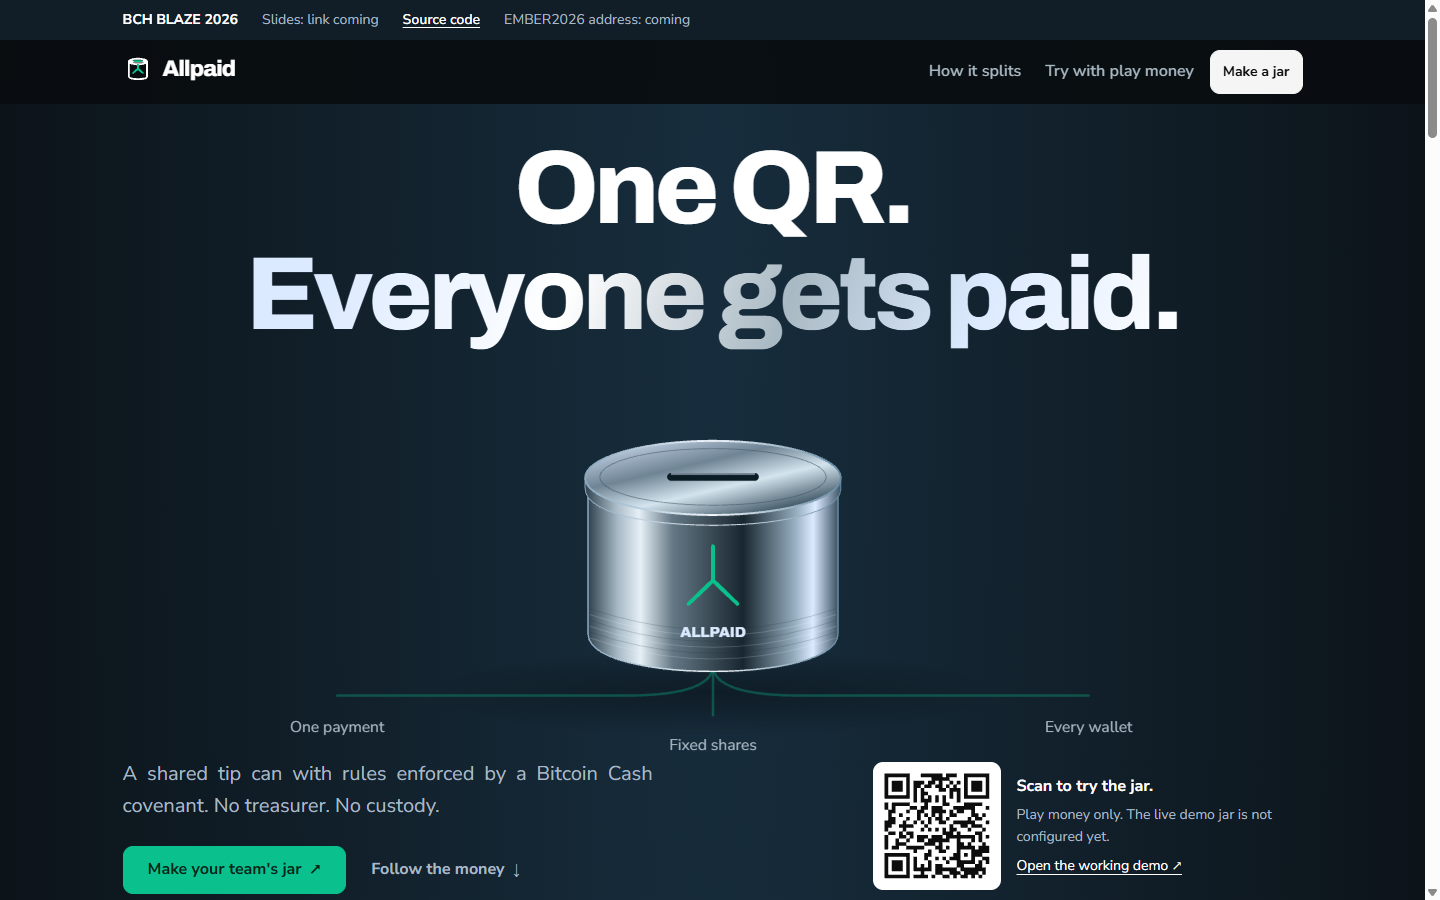 BCH BLAZE 2026 Slides: link coming Source code EMBER2026 address: coming
Allpaid How it splits Try with play money Make a jar
One QR.
Everyone gets paid.
ALLPAID
One payment Every wallet
Fixed shares
A shared tip can with rules enforced by a Bitcoin Cash
covenant. No treasurer. No custody.
Make your team's jar ↗ Follow the money ↓
Scan to try the jar.
Play money only. The live demo jar is not
configured yet.
Open the working demo ↗